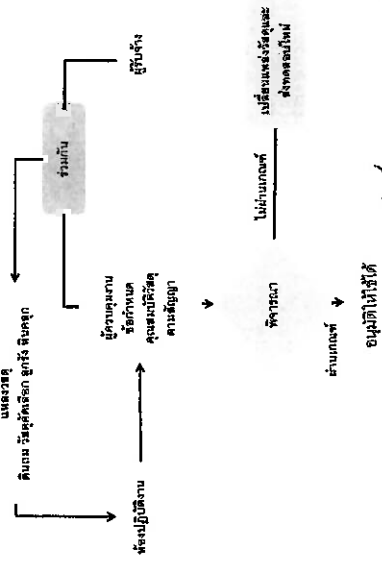 แหล่งวัสดุ
ดินถม วัสดุคัดเลือก ลูกรัง หินคลุก
ร่วมกัน
ผู้รับจ้าง
ห้องปฏิบัติงาน
ผู้ควบคุมงาน
ข้อกำหนด
คุณสมบัติวัสดุ
ตามสัญญา
พิจารณา
ไม่ผ่านเกณฑ์
เปลี่ยนแหล่งวัสดุและ
ส่งทดสอบใหม่
ผ่านเกณฑ์
อนุมัติให้ใช้ได้